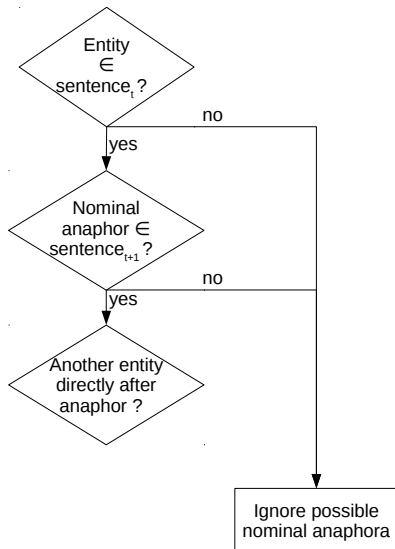 Entity
∈
sentence_t ?
no
yes
Nominal
anaphor ∈
sentence_t+1 ?
no
yes
Another entity
directly after
anaphor ?
Ignore possible
nominal anaphora